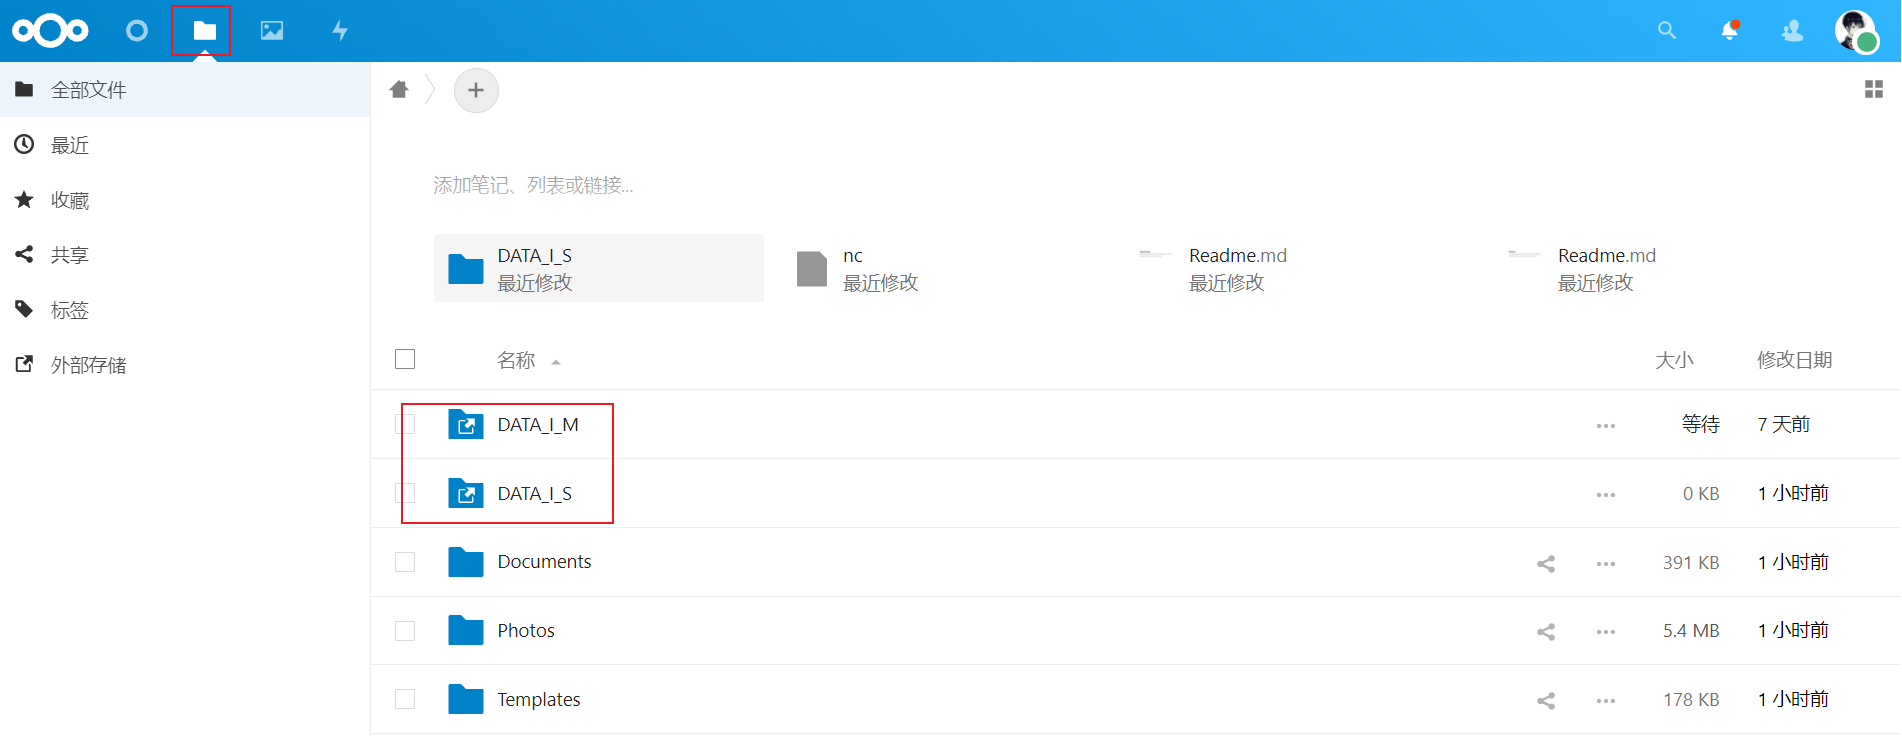 全部文件
最近
收藏
共享
标签
外部存储
添加笔记、列表或链接...
DATA_I_S
最近修改
nc
最近修改
Readme.md
最近修改
Readme.md
最近修改
名称 大小 修改日期
DATA_I_M 等待 7 天前
DATA_I_S 0 KB 1 小时前
Documents 391 KB 1 小时前
Photos 5.4 MB 1 小时前
Templates 178 KB 1 小时前